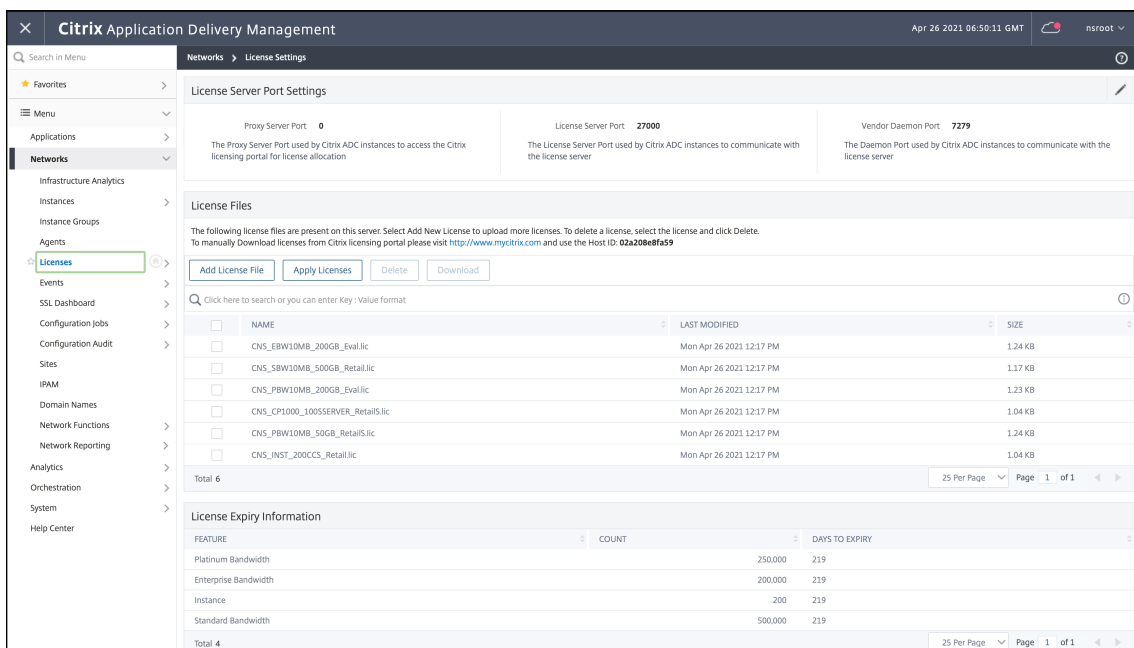 Citrix Application Delivery Management
Apr 26 2021 06:50:11 GMT
nsroot
Search in Menu
Networks > License Settings
Favorites
Menu
Applications
Networks
Infrastructure Analytics
Instances
Instance Groups
Agents
Licenses
Events
SSL Dashboard
Configuration Jobs
Configuration Audit
Sites
IPAM
Domain Names
Network Functions
Network Reporting
Analytics
Orchestration
System
Help Center
License Server Port Settings
Proxy Server Port 0
The Proxy Server Port used by Citrix ADC instances to access the Citrix
licensing portal for license allocation
License Server Port 27000
The License Server Port used by Citrix ADC instances to communicate with
the license server
Vendor Daemon Port 7279
The Daemon Port used by Citrix ADC instances to communicate with the
license server
License Files
The following license files are present on this server. Select Add New License to upload more licenses. To delete a license, select the license and click Delete.
To manually Download licenses from Citrix licensing portal please visit http://www.mycitrix.com and use the Host ID: 02a208e8fa59
Add License File Apply Licenses Delete Download
Click here to search or you can enter Key : Value format
NAME LAST MODIFIED SIZE
CNS_EBW10MB_200GB_Eval.lic Mon Apr 26 2021 12:17 PM 1.24 KB
CNS_SBW10MB_500GB_Retail.lic Mon Apr 26 2021 12:17 PM 1.17 KB
CNS_PBW10MB_200GB_Eval.lic Mon Apr 26 2021 12:17 PM 1.23 KB
CNS_CP1000_100SSERVER_RetailS.lic Mon Apr 26 2021 12:17 PM 1.04 KB
CNS_PBW10MB_50GB_RetailS.lic Mon Apr 26 2021 12:17 PM 1.24 KB
CNS_INST_200CCS_Retail.lic Mon Apr 26 2021 12:17 PM 1.04 KB
Total 6 25 Per Page Page 1 of 1
License Expiry Information
FEATURE COUNT DAYS TO EXPIRY
Platinum Bandwidth 250,000 219
Enterprise Bandwidth 200,000 219
Instance 200 219
Standard Bandwidth 500,000 219
Total 4 25 Per Page Page 1 of 1